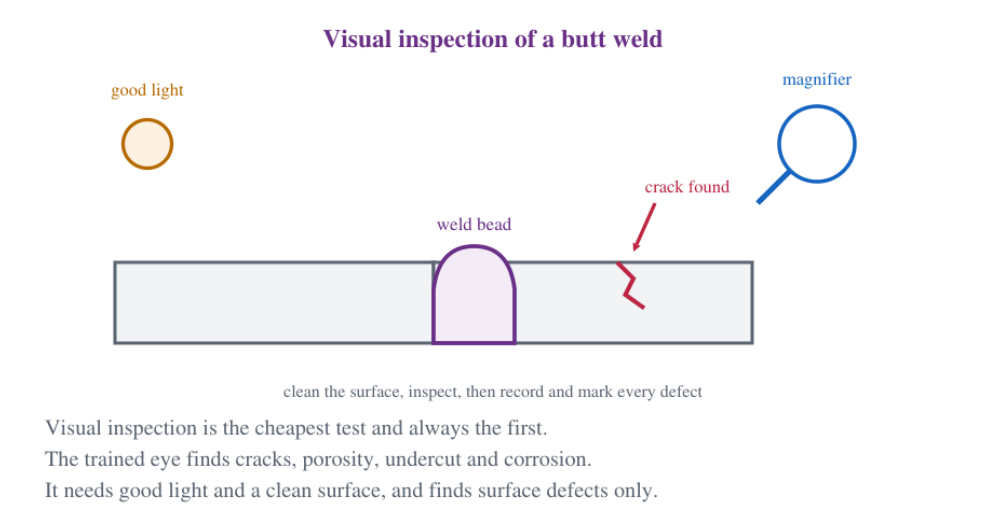 Visual inspection of a butt weld
good light
magnifier
crack found
weld bead
clean the surface, inspect, then record and mark every defect
Visual inspection is the cheapest test and always the first.
The trained eye finds cracks, porosity, undercut and corrosion.
It needs good light and a clean surface, and finds surface defects only.